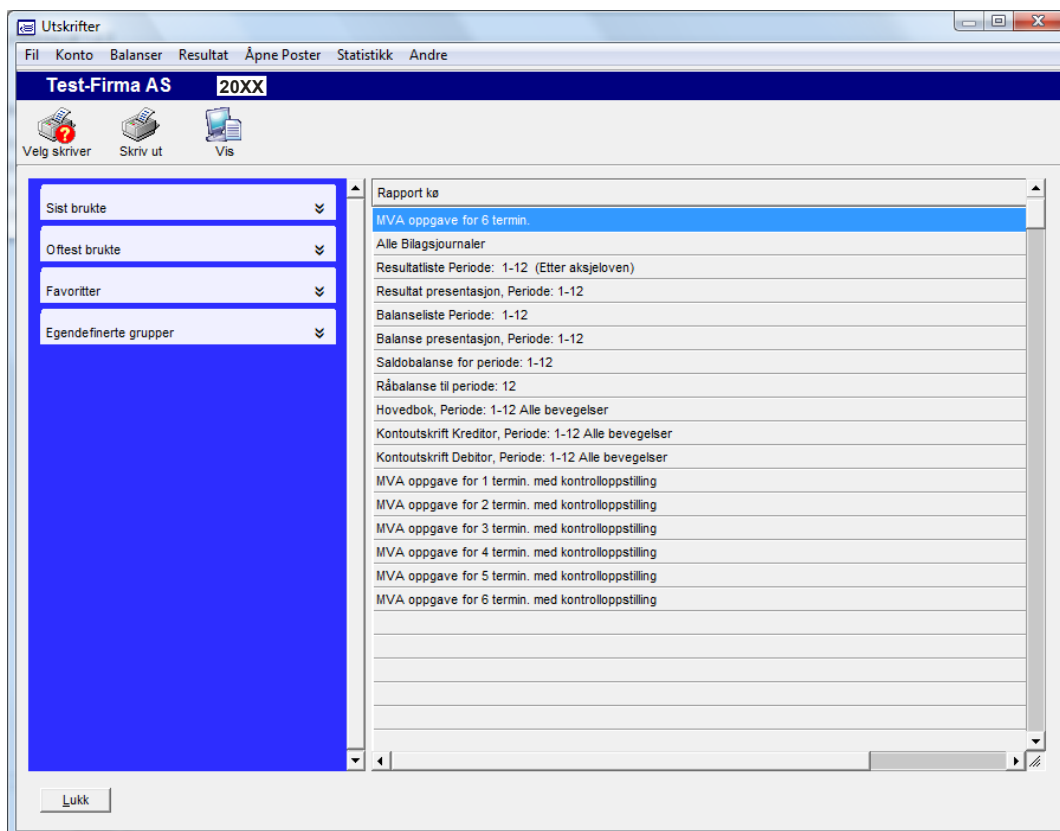 Utskrifter
Fil Konto Balanser Resultat Åpne Poster Statistikk Andre
Test-Firma AS 20XX
Velg skriver Skriv ut Vis
Sist brukte
Oftest brukte
Favoritter
Egendefinerte grupper
Rapport kø
MVA oppgave for 6 termin.
Alle Bilagsjournaler
Resultatliste Periode: 1-12 (Etter aksjeloven)
Resultat presentasjon, Periode: 1-12
Balanseliste Periode: 1-12
Balanse presentasjon, Periode: 1-12
Saldobalanse for periode: 1-12
Råbalanse til periode: 12
Hovedbok, Periode: 1-12 Alle bevegelser
Kontoutskrift Kreditor, Periode: 1-12 Alle bevegelser
Kontoutskrift Debitor, Periode: 1-12 Alle bevegelser
MVA oppgave for 1 termin. med kontrolloppstilling
MVA oppgave for 2 termin. med kontrolloppstilling
MVA oppgave for 3 termin. med kontrolloppstilling
MVA oppgave for 4 termin. med kontrolloppstilling
MVA oppgave for 5 termin. med kontrolloppstilling
MVA oppgave for 6 termin. med kontrolloppstilling
Lukk